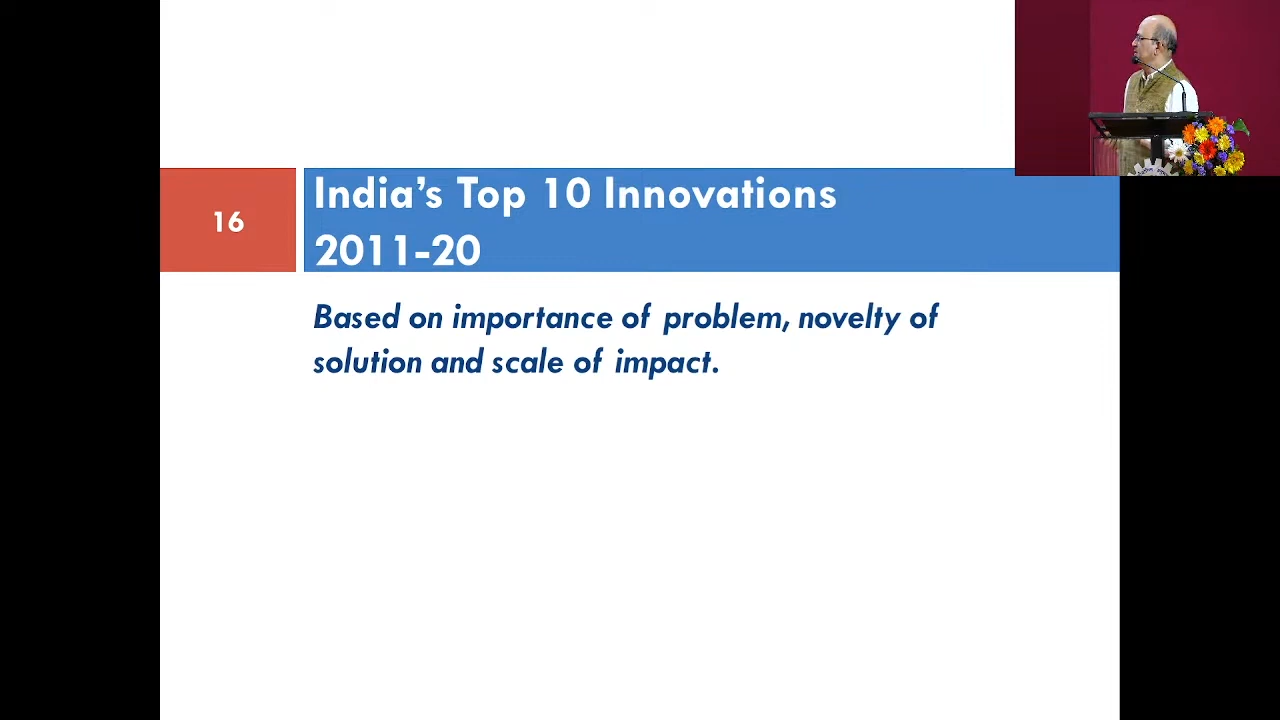 16
India's Top 10 Innovations
2011-20
Based on importance of problem, novelty of
solution and scale of impact.